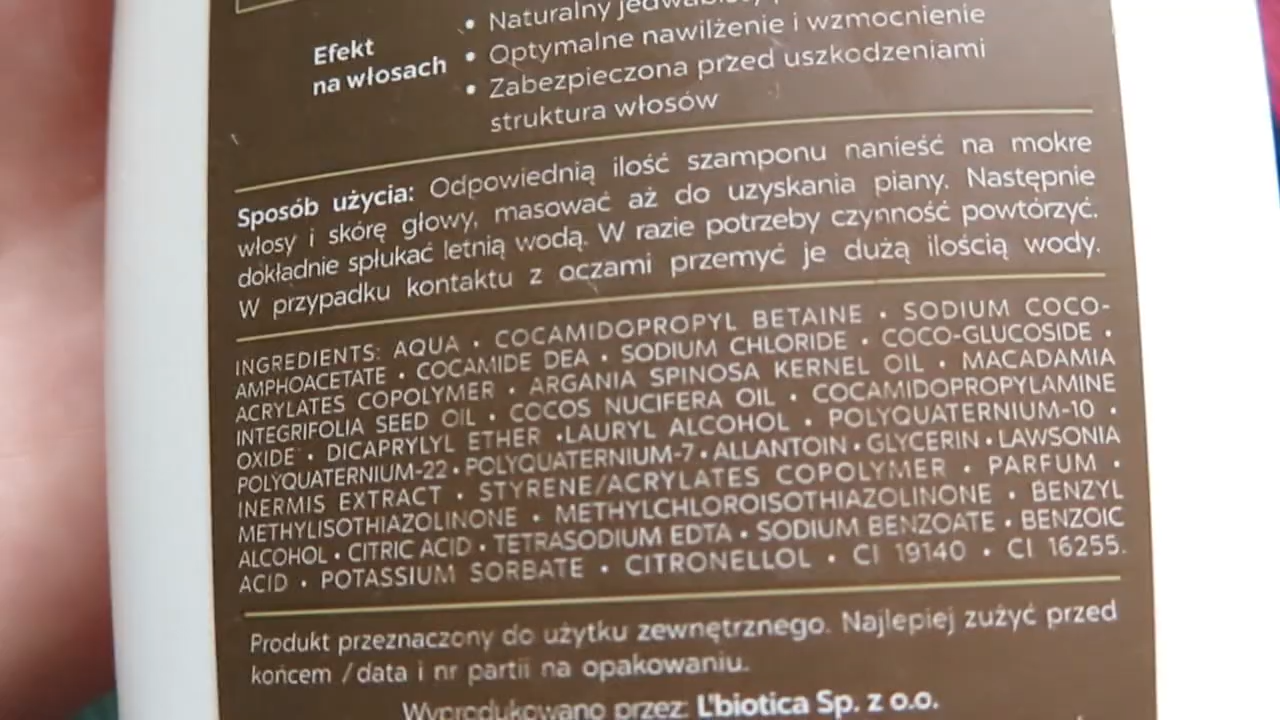 Efekt
na włosach
• Naturalny jedwabisty
• Optymalne nawilżenie i wzmocnienie
• Zabezpieczona przed uszkodzeniami
struktura włosów
Sposób użycia: Odpowiednią ilość szamponu nanieść na mokre
włosy i skórę głowy, masować aż do uzyskania piany. Następnie
dokładnie spłukać letnią wodą. W razie potrzeby czynność powtórzyć.
W przypadku kontaktu z oczami przemyć je dużą ilością wody.
INGREDIENTS: AQUA • COCAMIDOPROPYL BETAINE • SODIUM COCO-
AMPHOACETATE • COCAMIDE DEA • SODIUM CHLORIDE • COCO-GLUCOSIDE •
ACRYLATES COPOLYMER • ARGANIA SPINOSA KERNEL OIL • MACADAMIA
INTEGRIFOLIA SEED OIL • COCOS NUCIFERA OIL • COCAMIDOPROPYLAMINE
OXIDE • DICAPRYLYL ETHER •LAURYL ALCOHOL • POLYQUATERNIUM-10 •
POLYQUATERNIUM-22 • POLYQUATERNIUM-7 • ALLANTOIN • GLYCERIN • LAWSONIA
INERMIS EXTRACT • STYRENE/ACRYLATES COPOLYMER • PARFUM •
METHYLISOTHIAZOLINONE • METHYLCHLOROISOTHIAZOLINONE • BENZYL
ALCOHOL • CITRIC ACID • TETRASODIUM EDTA • SODIUM BENZOATE • BENZOIC
ACID • POTASSIUM SORBATE • CITRONELLOL • CI 19140 • CI 16255.
Produkt przeznaczony do użytku zewnętrznego. Najlepiej zużyć przed
końcem /data i nr partii na opakowaniu.
Wyprodukowano przez: L'biotica Sp. z o.o.